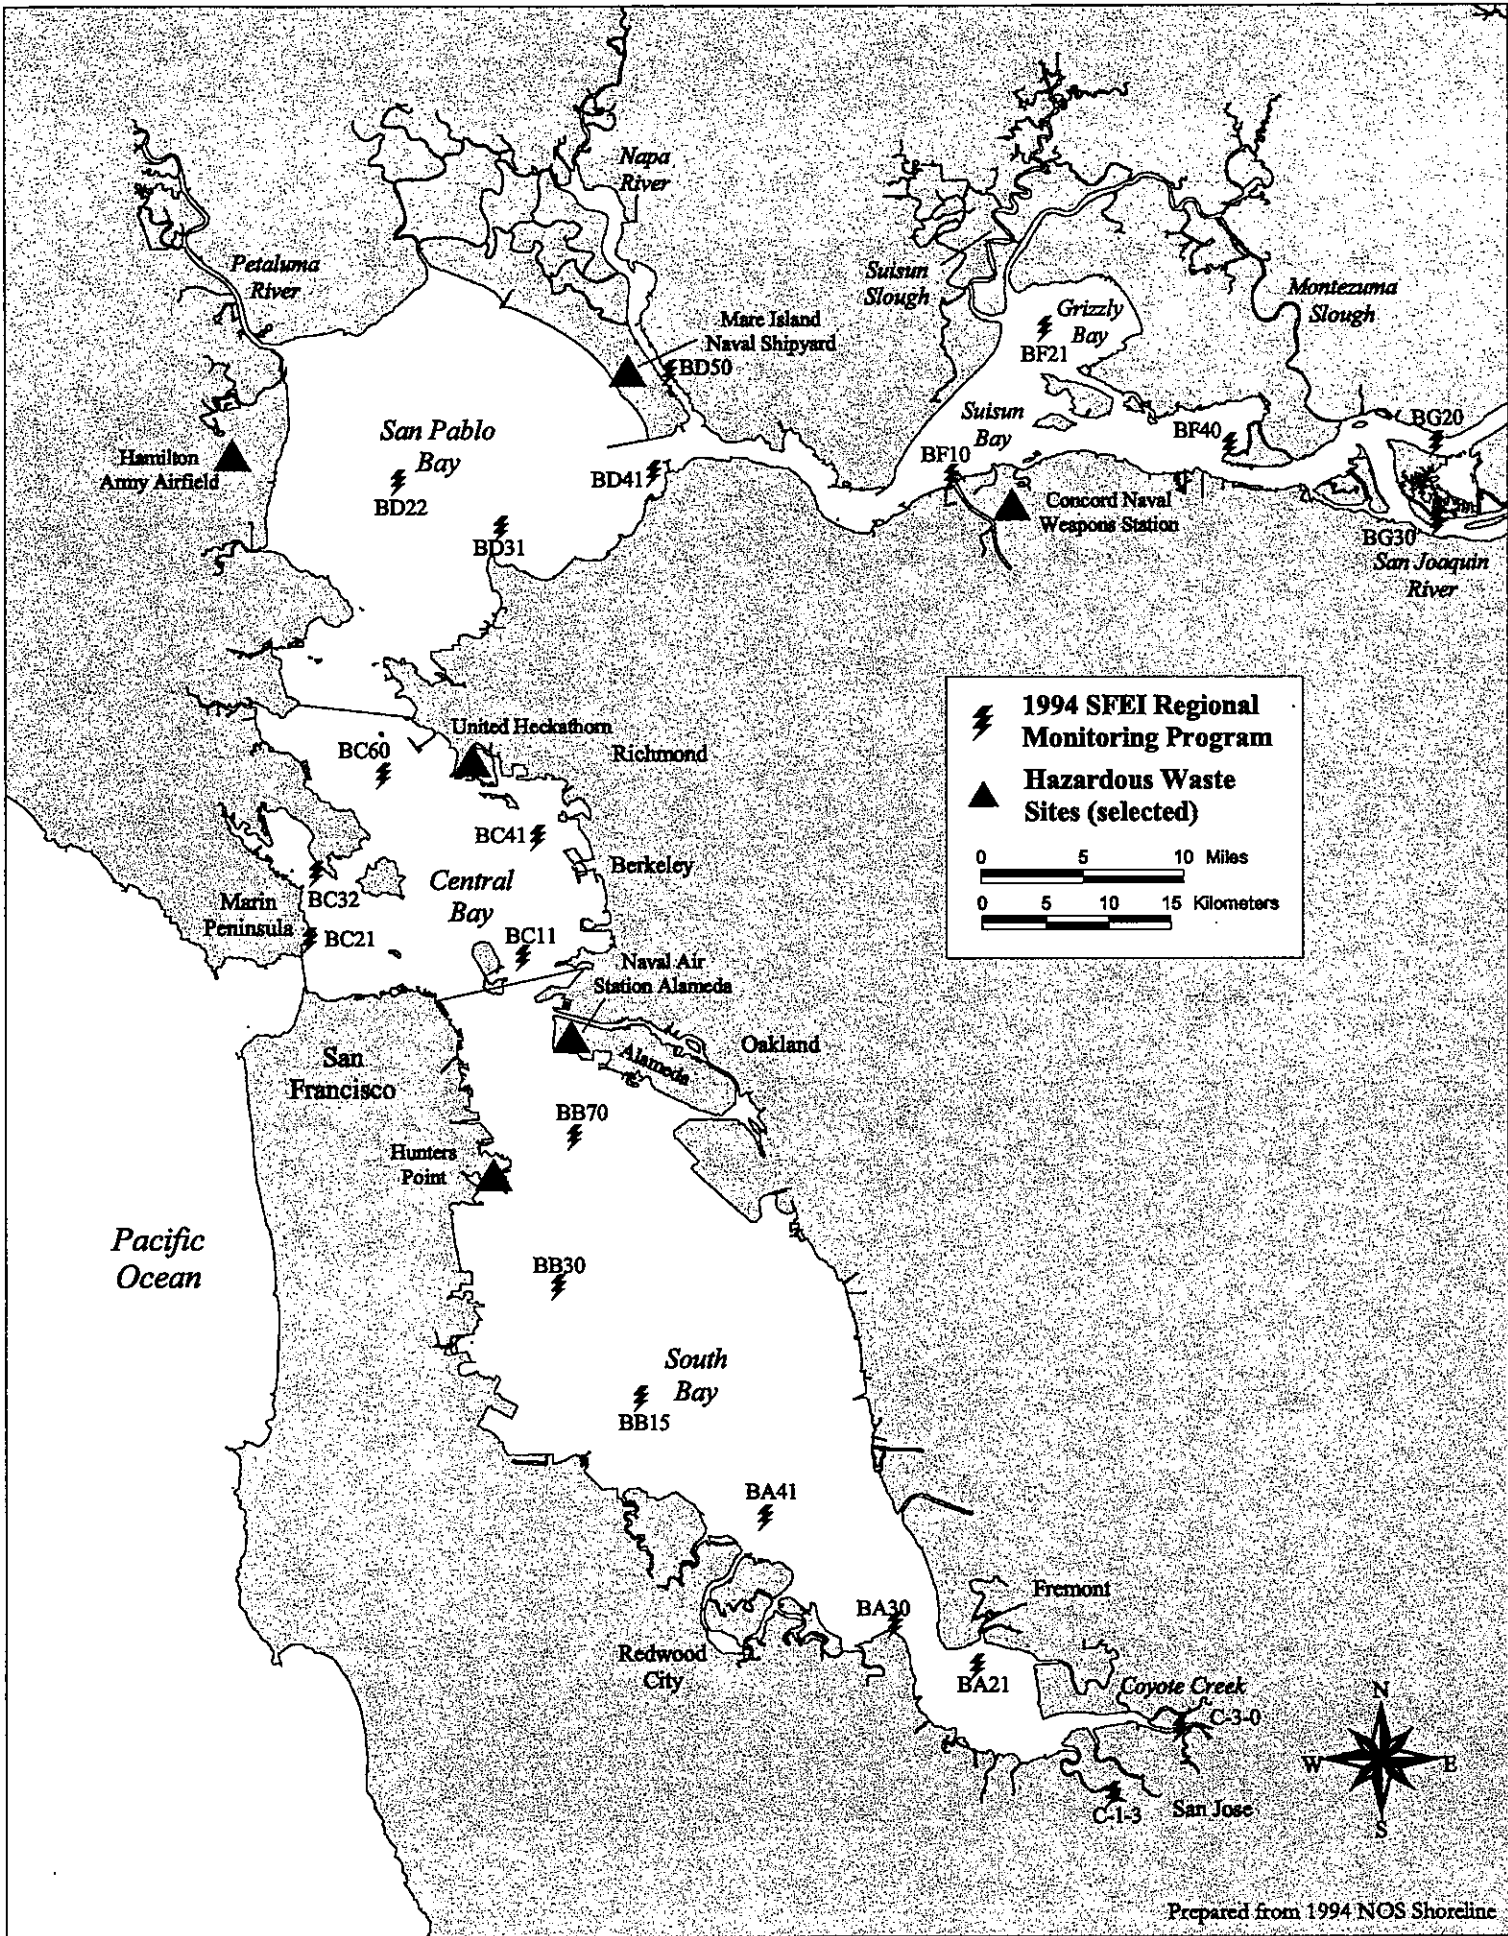 Napa
River
Petaluma
River
Suisun
Slough
Grizzly
Bay
Montezuma
Slough
Mare Island
Naval Shipyard
BD50
BF21
San Pablo
Bay
Suisun
Bay
BG20
BF40
Hamilton
Army Airfield
BD22
BD41
BF10
Concord Naval
Weapons Station
BD31
BG30
San Joaquin
River
1994 SFEI Regional
Monitoring Program
Hazardous Waste
Sites (selected)
0 5 10 Miles
0 5 10 15 Kilometers
United Heckathorn
Richmond
BC60
BC41
Berkeley
Central
Bay
BC32
Marin
Peninsula
BC21
BC11
Naval Air
Station Alameda
San
Francisco
Alameda
Oakland
BB70
Hunters
Point
Pacific
Ocean
BB30
South
Bay
BB15
BA41
BA30
Fremont
Redwood
City
BA21
Coyote Creek
C-3-0
C-1-3
San Jose
N
W
E
S
Prepared from 1994 NOS Shoreline